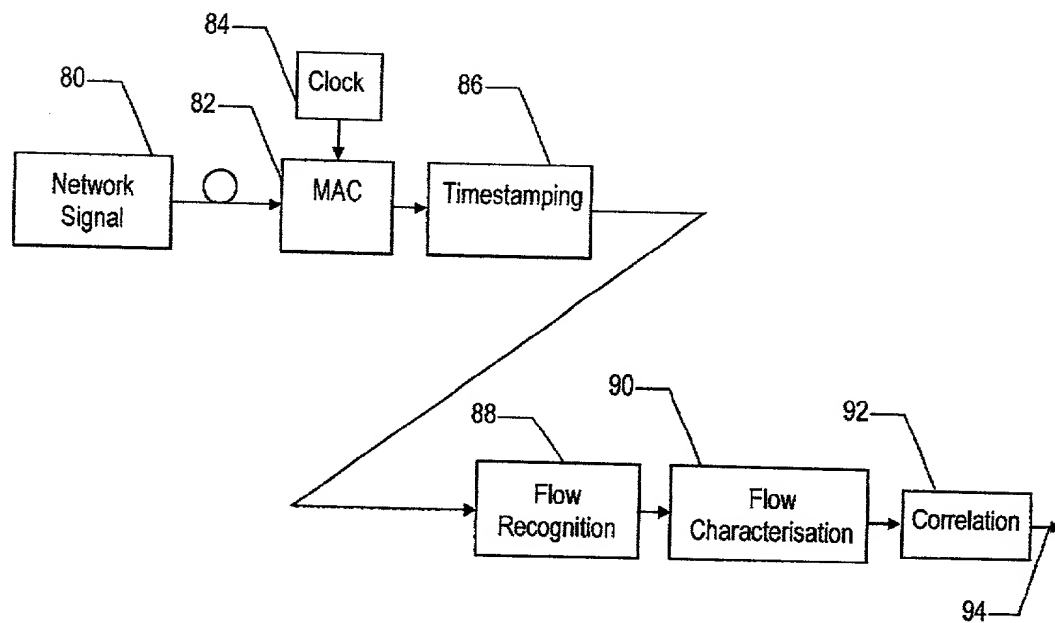 84
Clock
80
82
86
Network
Signal
MAC
Timestamping
88
90
92
Flow
Recognition
Flow
Characterisation
Correlation
94